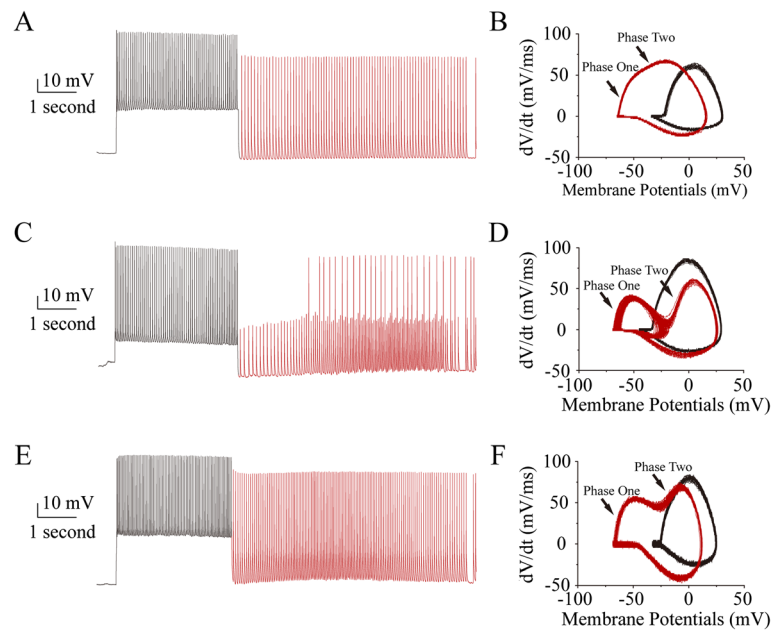 A
10 mV
1 second
B
dV/dt (mV/ms)
100
50
0
-50
Phase Two
Phase One
-100
-50
0
50
Membrane Potentials (mV)
C
10 mV
1 second
D
dV/dt (mV/ms)
100
50
0
-50
Phase Two
Phase One
-100
-50
0
50
Membrane Potentials (mV)
E
10 mV
1 second
F
dV/dt (mV/ms)
100
50
0
-50
Phase Two
Phase One
-100
-50
0
50
Membrane Potentials (mV)